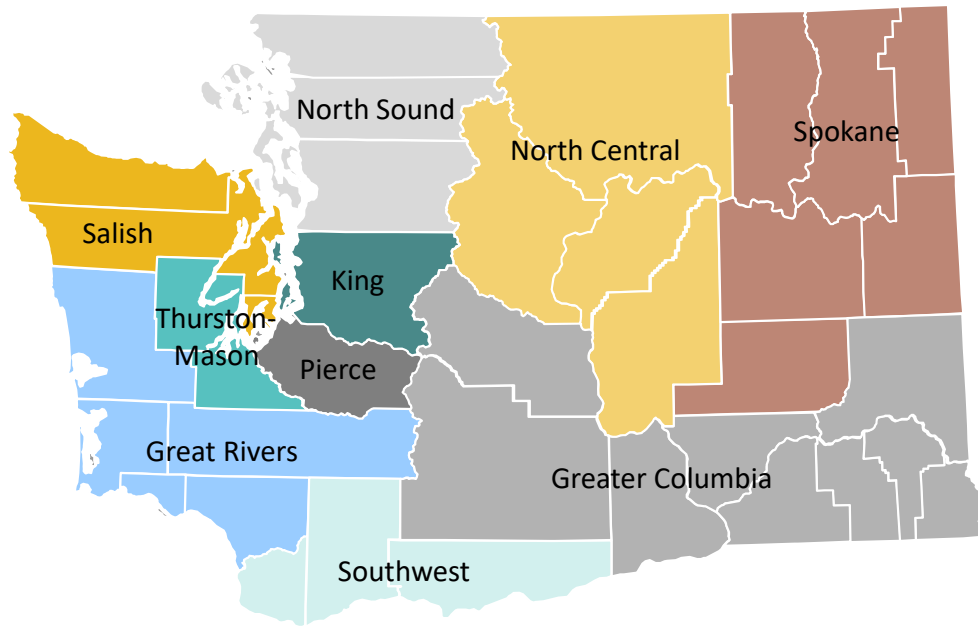 North Sound
North Central
Spokane
Salish
King
Thurston-
Mason
Pierce
Great Rivers
Greater Columbia
Southwest